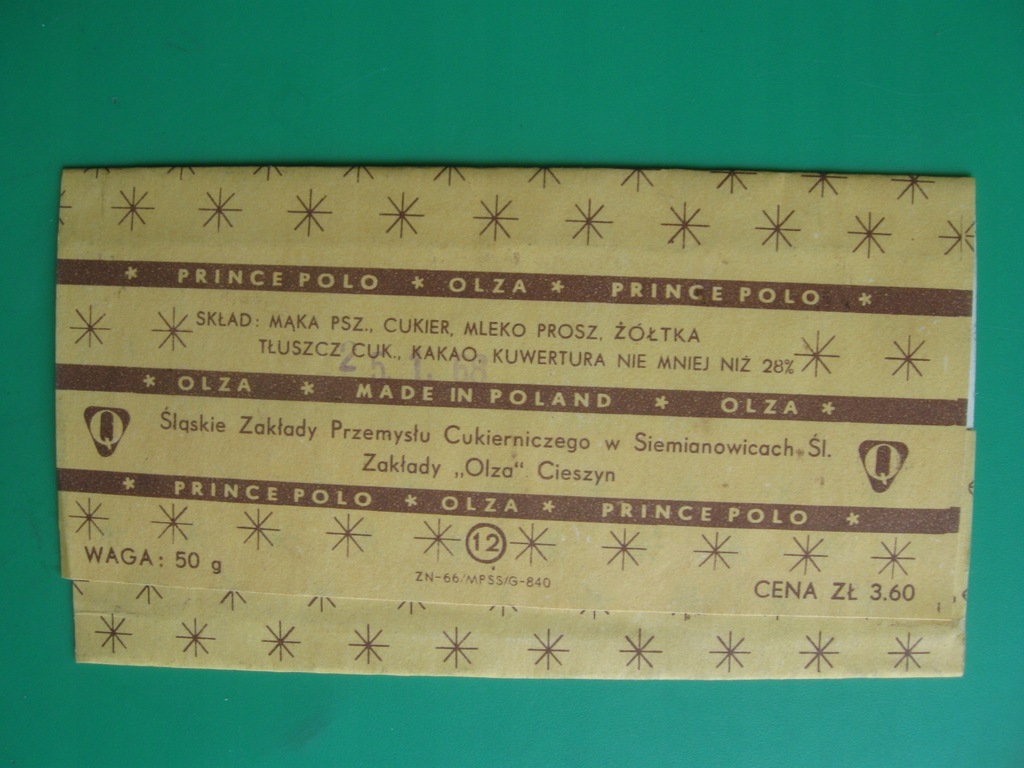 * PRINCE POLO * OLZA * PRINCE POLO *
SKŁAD: MĄKA PSZ., CUKIER, MLEKO PROSZ, ŻÓŁTKA
TŁUSZCZ CUK., KAKAO, KUWERTURA NIE MNIEJ NIŻ 28%
* OLZA * MADE IN POLAND * OLZA *
Q Śląskie Zakłady Przemysłu Cukierniczego w Siemianowicach Śl. Q
Zakłady „Olza” Cieszyn
* PRINCE POLO * OLZA * PRINCE POLO *
12
WAGA: 50 g
ZN-66/MPSS/G-840
CENA ZŁ 3.60